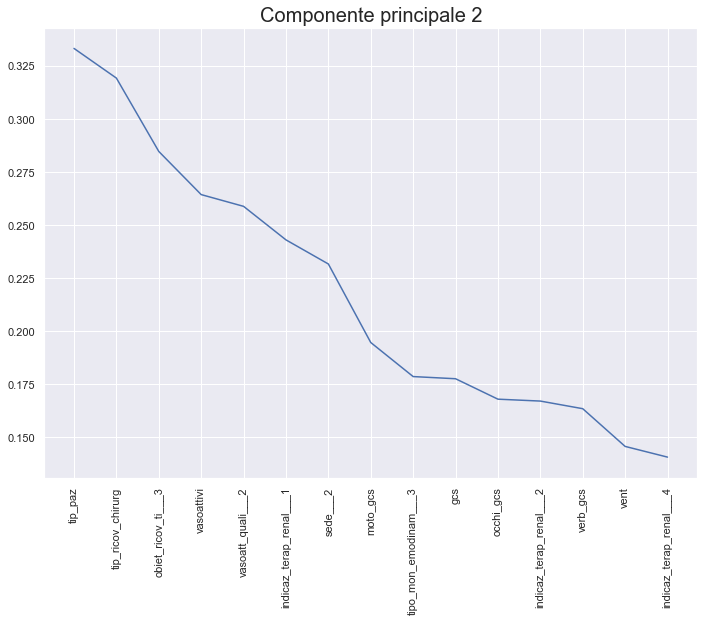 Componente principale 2
0.325
0.300
0.275
0.250
0.225
0.200
0.175
0.150
tip_paz
tip_ricov_chirurg
obiet_ricov_ti___3
vasoattivi
vasoatt_quali___2
indicaz_terap_renal___1
sede___2
moto_gcs
tipo_mon_emodinam___3
gcs
occhi_gcs
indicaz_terap_renal___2
verb_gcs
vent
indicaz_terap_renal___4